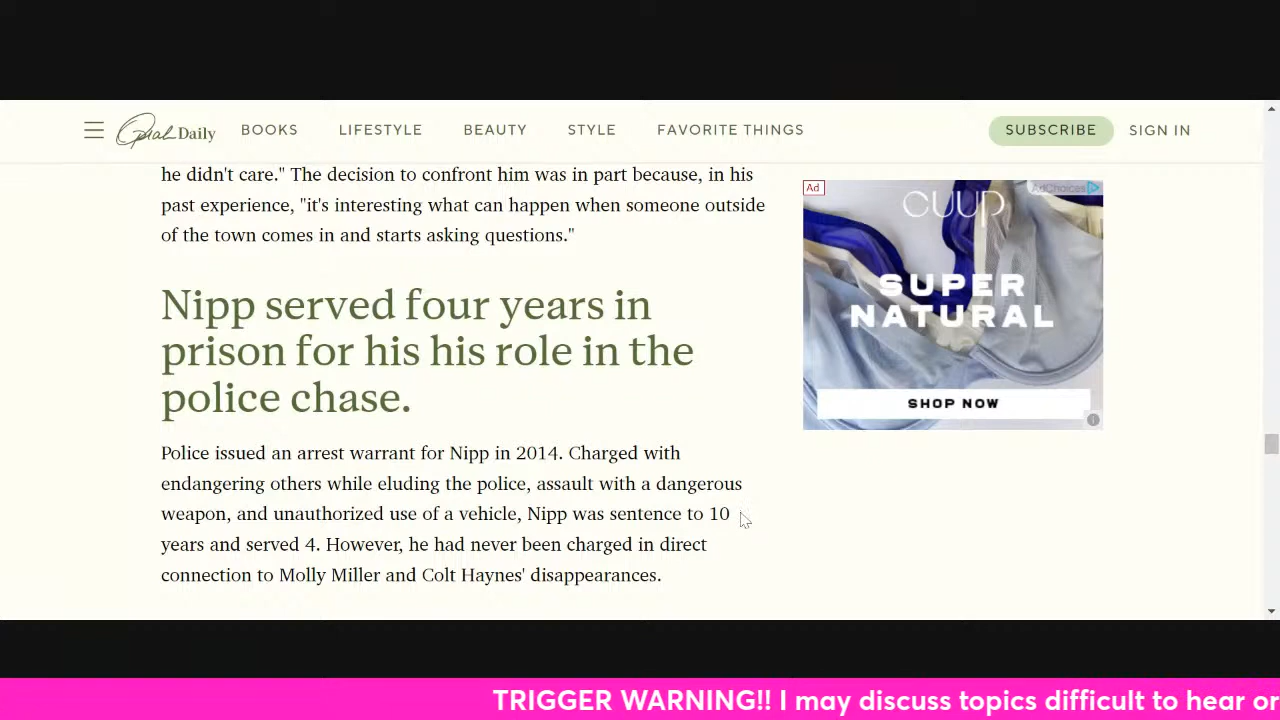 Oprah Daily
BOOKS
LIFESTYLE
BEAUTY
STYLE
FAVORITE THINGS
SUBSCRIBE
SIGN IN
he didn't care." The decision to confront him was in part because, in his
past experience, "it's interesting what can happen when someone outside
of the town comes in and starts asking questions."
Nipp served four years in
prison for his his role in the
police chase.
Police issued an arrest warrant for Nipp in 2014. Charged with
endangering others while eluding the police, assault with a dangerous
weapon, and unauthorized use of a vehicle, Nipp was sentence to 10
years and served 4. However, he had never been charged in direct
connection to Molly Miller and Colt Haynes' disappearances.
Ad
AdChoices
CUUP
SUPER
NATURAL
SHOP NOW
TRIGGER WARNING!! I may discuss topics difficult to hear or